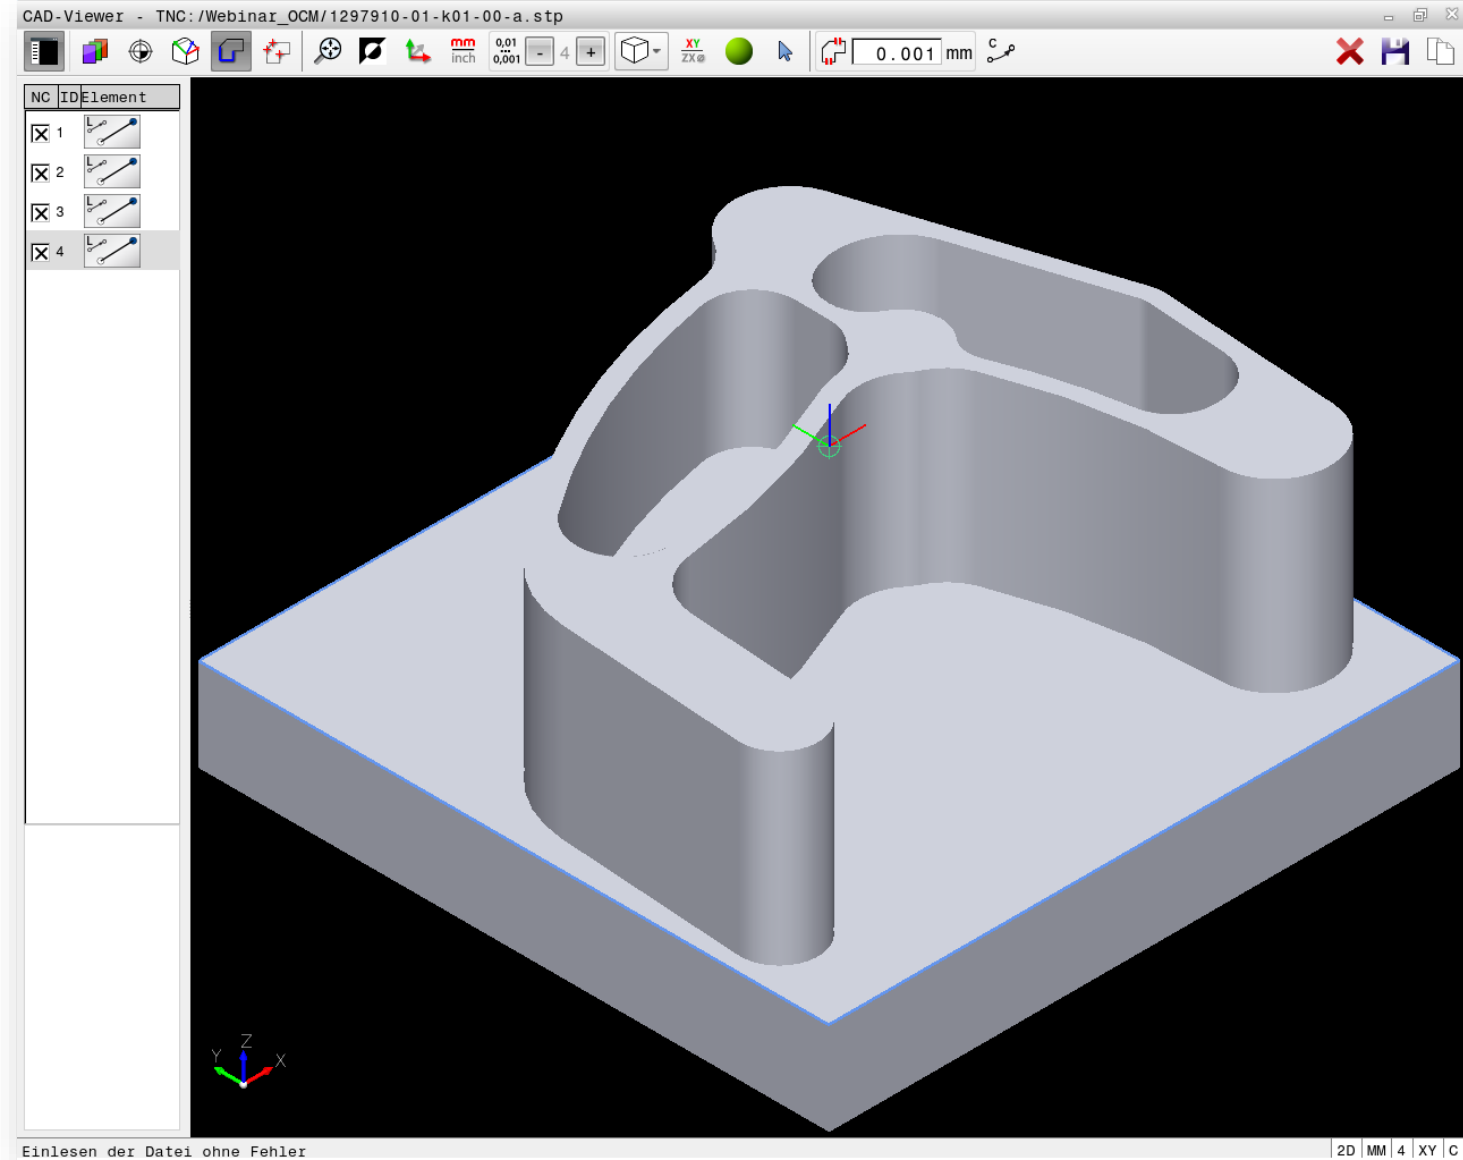 CAD-Viewer - TNC:/Webinar_OCM/1297910-01-k01-00-a.stp
mm
inch
0,01
0,001
- 4 +
XY
ZXø
0.001 mm
C
NC ID Element
1 L
2 L
3 L
4 L
Z
Y
X
Einlesen der Datei ohne Fehler
2D MM 4 XY C